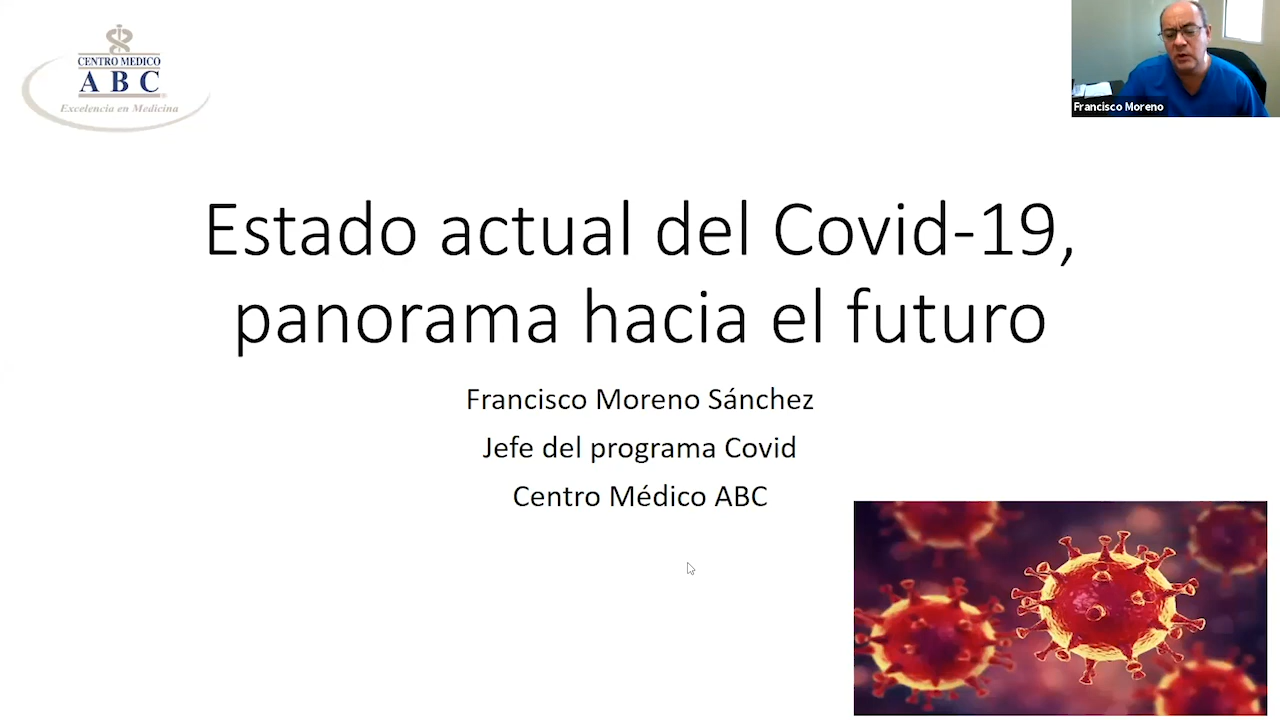 CENTRO MEDICO
ABC
Excelencia en Medicina
Francisco Moreno
Estado actual del Covid-19,
panorama hacia el futuro
Francisco Moreno Sánchez
Jefe del programa Covid
Centro Médico ABC